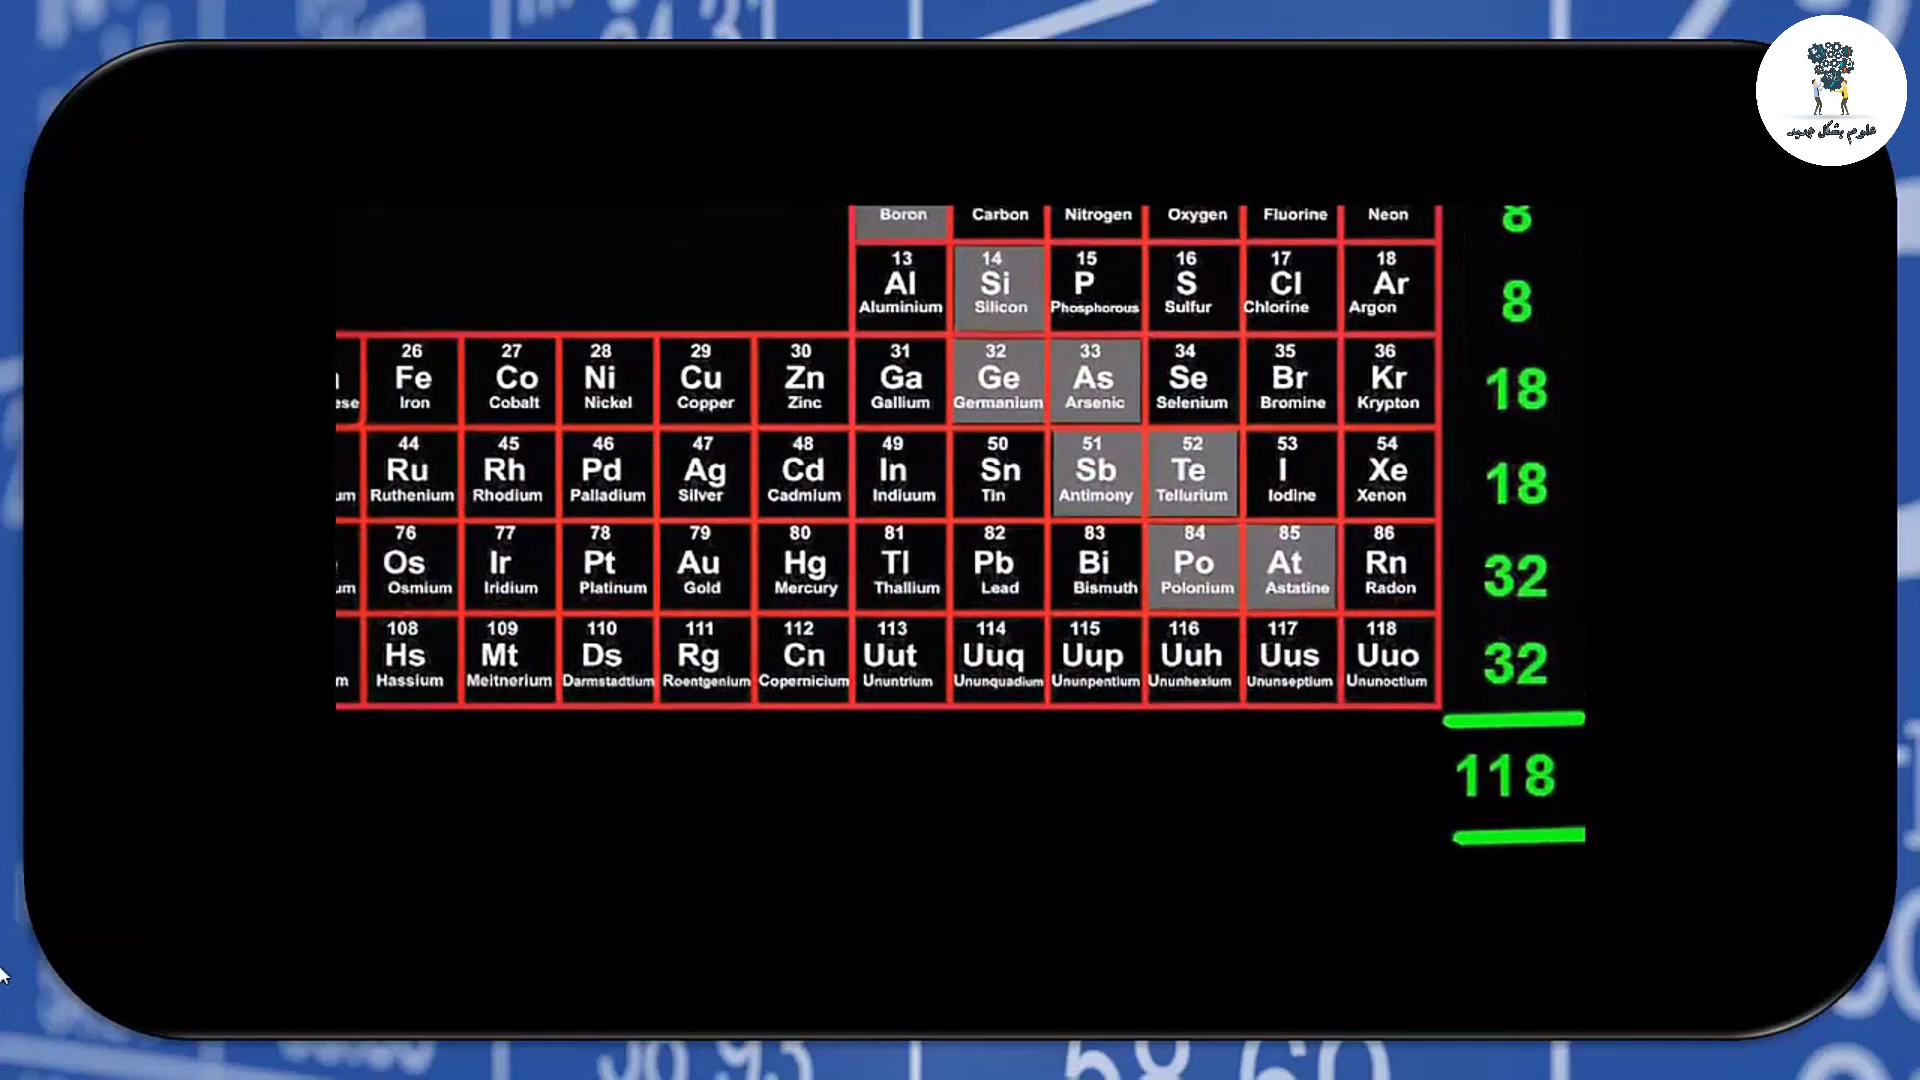 علوم بشكل جديد
Boron Carbon Nitrogen Oxygen Fluorine Neon 8
13 14 15 16 17 18
Al Si P S Cl Ar 8
Aluminium Silicon Phosphorous Sulfur Chlorine Argon
26 27 28 29 30 31 32 33 34 35 36
Fe Co Ni Cu Zn Ga Ge As Se Br Kr 18
ese Iron Cobalt Nickel Copper Zinc Gallium Germanium Arsenic Selenium Bromine Krypton
44 45 46 47 48 49 50 51 52 53 54
Ru Rh Pd Ag Cd In Sn Sb Te I Xe 18
um Ruthenium Rhodium Palladium Silver Cadmium Indiuum Tin Antimony Tellurium Iodine Xenon
76 77 78 79 80 81 82 83 84 85 86
Os Ir Pt Au Hg Tl Pb Bi Po At Rn 32
um Osmium Iridium Platinum Gold Mercury Thallium Lead Bismuth Polonium Astatine Radon
108 109 110 111 112 113 114 115 116 117 118
Hs Mt Ds Rg Cn Uut Uuq Uup Uuh Uus Uuo 32
m Hassium Meitnerium Darmstadtium Roentgenium Copernicium Ununtrium Ununquadium Ununpentium Ununhexium Ununseptium Ununoctium
118